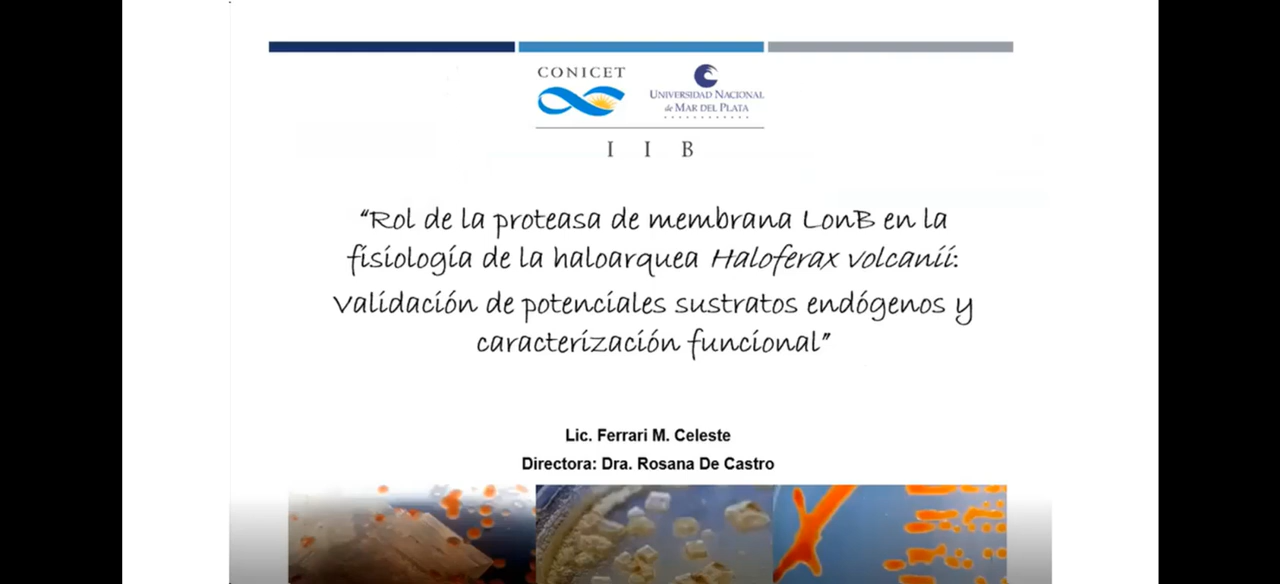 CONICET
UNIVERSIDAD NACIONAL
de MAR DEL PLATA
I I B
“Rol de la proteasa de membrana LonB en la
fisiología de la haloarquea Haloferax volcanii:
Validación de potenciales sustratos endógenos y
caracterización funcional”
Lic. Ferrari M. Celeste
Directora: Dra. Rosana De Castro